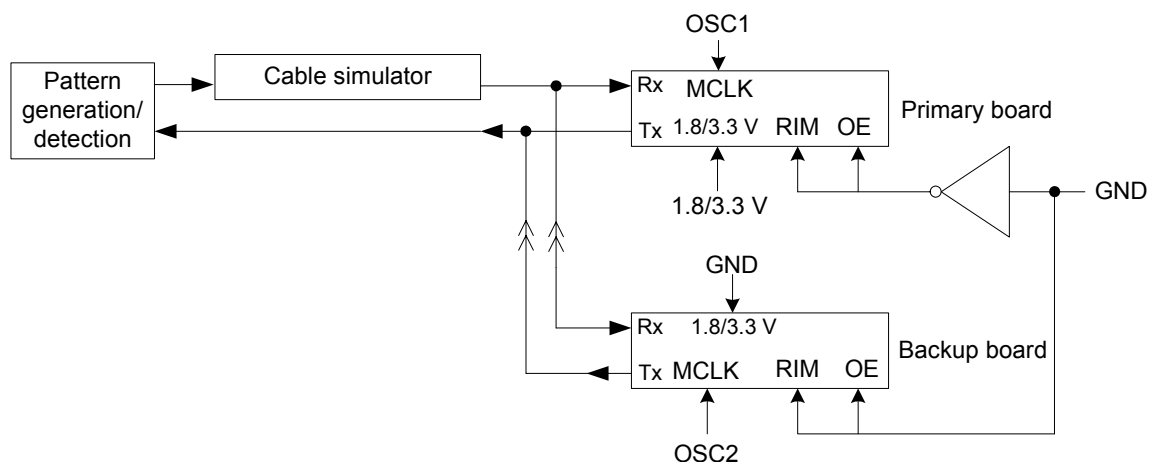 OSC1
Pattern
generation/
detection
Cable simulator
Rx
MCLK
Primary board
Tx
1.8/3.3 V
RIM
OE
1.8/3.3 V
GND
GND
Rx
1.8/3.3 V
Backup board
Tx
MCLK
RIM
OE
OSC2